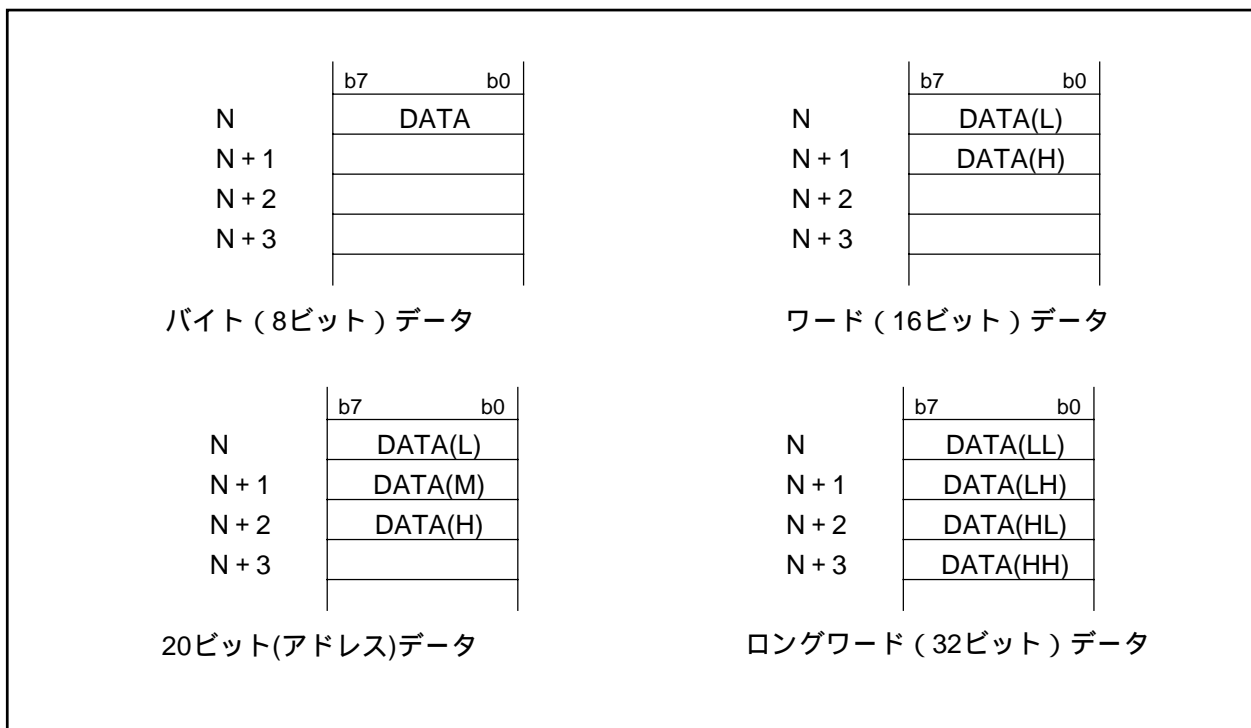 b7 b0
N DATA
N + 1
N + 2
N + 3
バイト（8ビット）データ
b7 b0
N DATA(L)
N + 1 DATA(H)
N + 2
N + 3
ワード（16ビット）データ
b7 b0
N DATA(L)
N + 1 DATA(M)
N + 2 DATA(H)
N + 3
20ビット(アドレス)データ
b7 b0
N DATA(LL)
N + 1 DATA(LH)
N + 2 DATA(HL)
N + 3 DATA(HH)
ロングワード（32ビット）データ